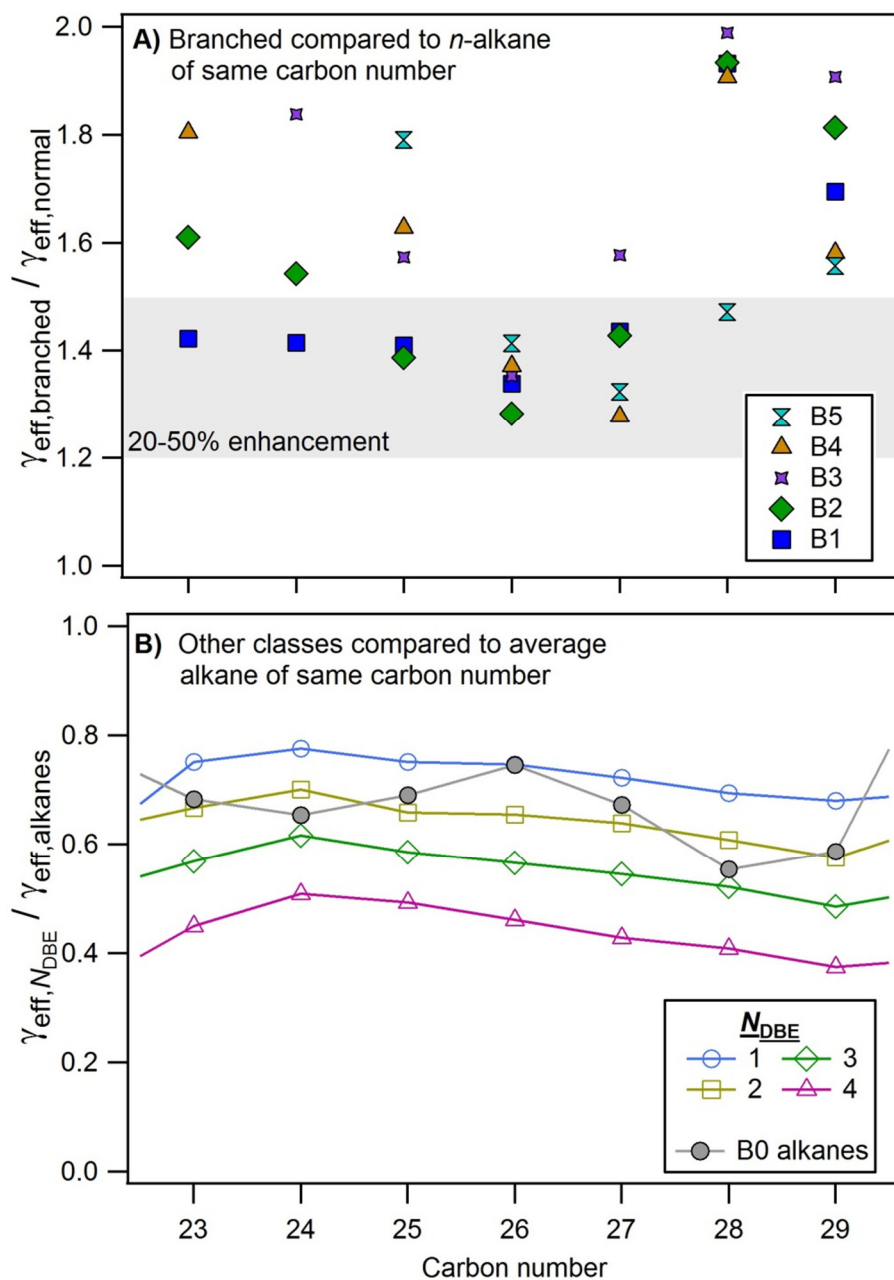 A) Branched compared to n-alkane
of same carbon number
2.0
1.8
1.6
1.4
1.2
1.0
γeff,branched / γeff,normal
20-50% enhancement
B5
B4
B3
B2
B1
B) Other classes compared to average
alkane of same carbon number
1.0
0.8
0.6
0.4
0.2
0.0
γeff,NDBE / γeff,alkanes
NDBE
1 3
2 4
B0 alkanes
23 24 25 26 27 28 29
Carbon number